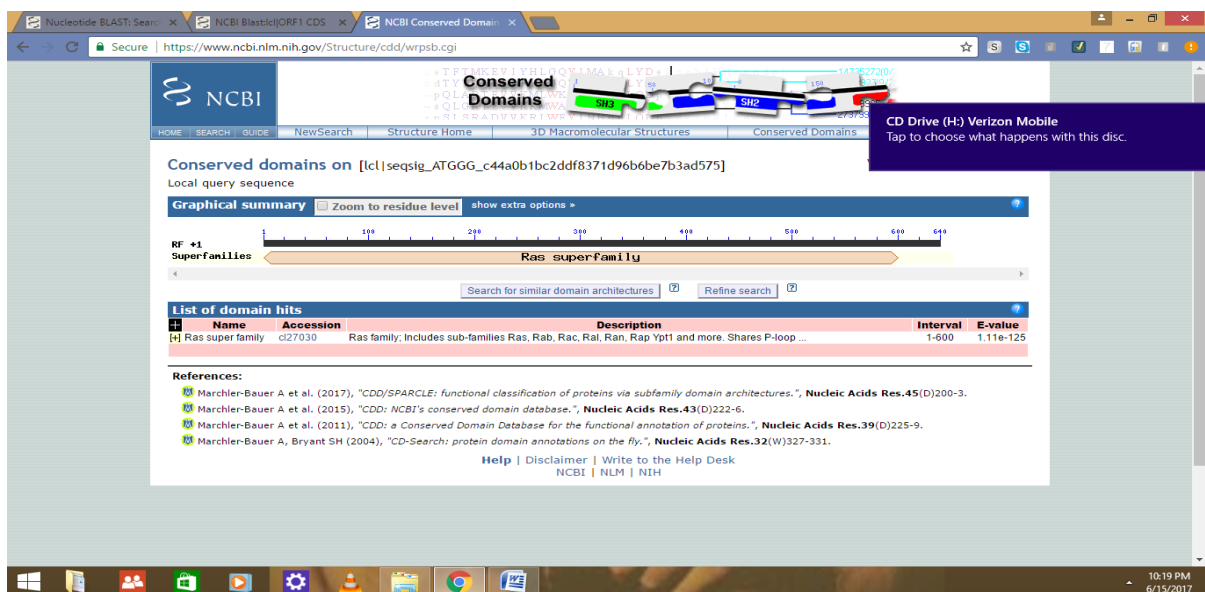 Nucleotide BLAST: Sear
NCBI Blast:lcl|ORF1 CDS
NCBI Conserved Domain
Secure | https://www.ncbi.nlm.nih.gov/Structure/cdd/wrpsb.cgi
NCBI
Conserved
Domains
SH3
SH2
HOME SEARCH GUIDE NewSearch Structure Home 3D Macromolecular Structures Conserved Domains
CD Drive (H:) Verizon Mobile
Tap to choose what happens with this disc.
Conserved domains on [lcl|seqsig_ATGGG_c44a0b1bc2ddf8371d96b6be7b3ad575]
Local query sequence
Graphical summary Zoom to residue level show extra options »
1 100 200 300 400 500 600 640
RF +1
Superfamilies Ras superfamily
Search for similar domain architectures Refine search
List of domain hits
Name Accession Description Interval E-value
[+] Ras super family cl27030 Ras family; Includes sub-families Ras, Rab, Rac, Ral, Ran, Rap Ypt1 and more. Shares P-loop ... 1-600 1.11e-125
References:
Marchler-Bauer A et al. (2017), "CDD/SPARCLE: functional classification of proteins via subfamily domain architectures.", Nucleic Acids Res.45(D)200-3.
Marchler-Bauer A et al. (2015), "CDD: NCBI's conserved domain database.", Nucleic Acids Res.43(D)222-6.
Marchler-Bauer A et al. (2011), "CDD: a Conserved Domain Database for the functional annotation of proteins.", Nucleic Acids Res.39(D)225-9.
Marchler-Bauer A, Bryant SH (2004), "CD-Search: protein domain annotations on the fly.", Nucleic Acids Res.32(W)327-331.
Help | Disclaimer | Write to the Help Desk
NCBI | NLM | NIH
10:19 PM
6/15/2017